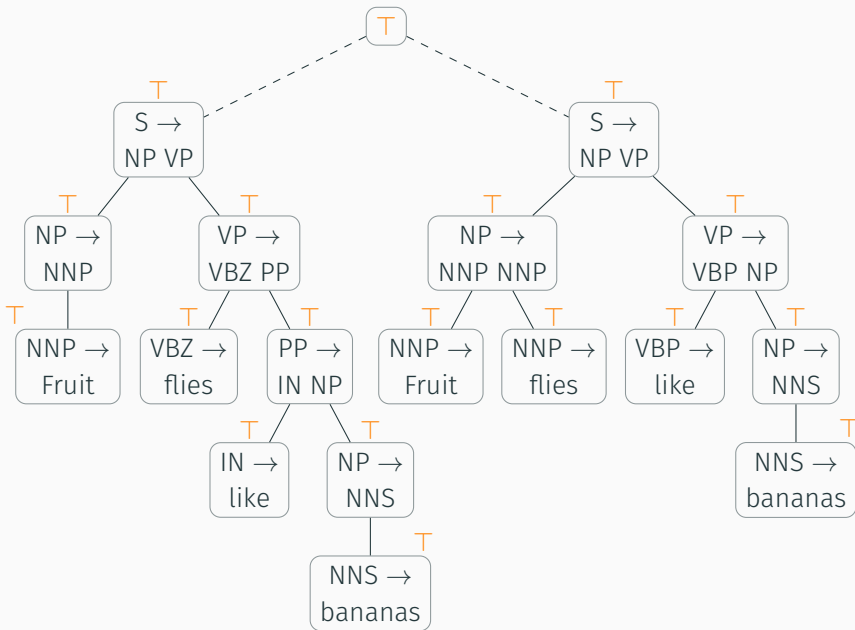 ⊤
⊤ ⊤
S → S →
NP VP NP VP
⊤ ⊤ ⊤ ⊤
NP → VP → NP → VP →
NNP VBZ PP NNP NNP VBP NP
⊤ ⊤ ⊤ ⊤ ⊤ ⊤ ⊤
NNP → VBZ → PP → NNP → NNP → VBP → NP →
Fruit flies IN NP Fruit flies like NNS
⊤ ⊤ ⊤
IN → NP → NNS →
like NNS bananas
⊤
NNS →
bananas